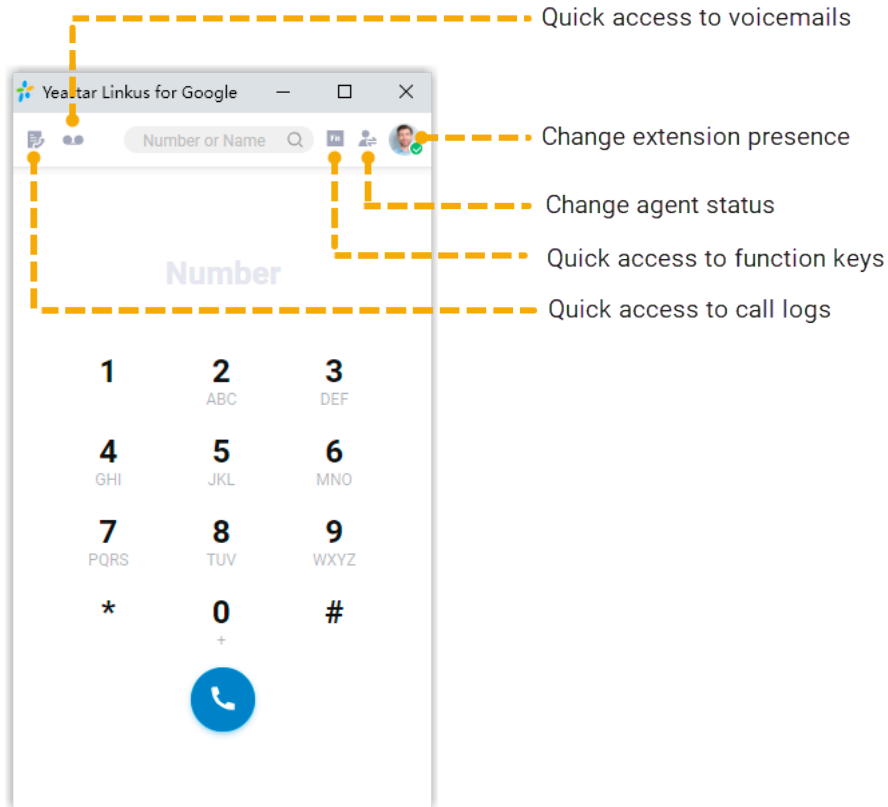 Quick access to voicemails
Yeastar Linkus for Google
Number or Name
Fn
Change extension presence
Change agent status
Quick access to function keys
Number
Quick access to call logs
1 2 3
ABC DEF
4 5 6
GHI JKL MNO
7 8 9
PQRS TUV WXYZ
* 0 #
+